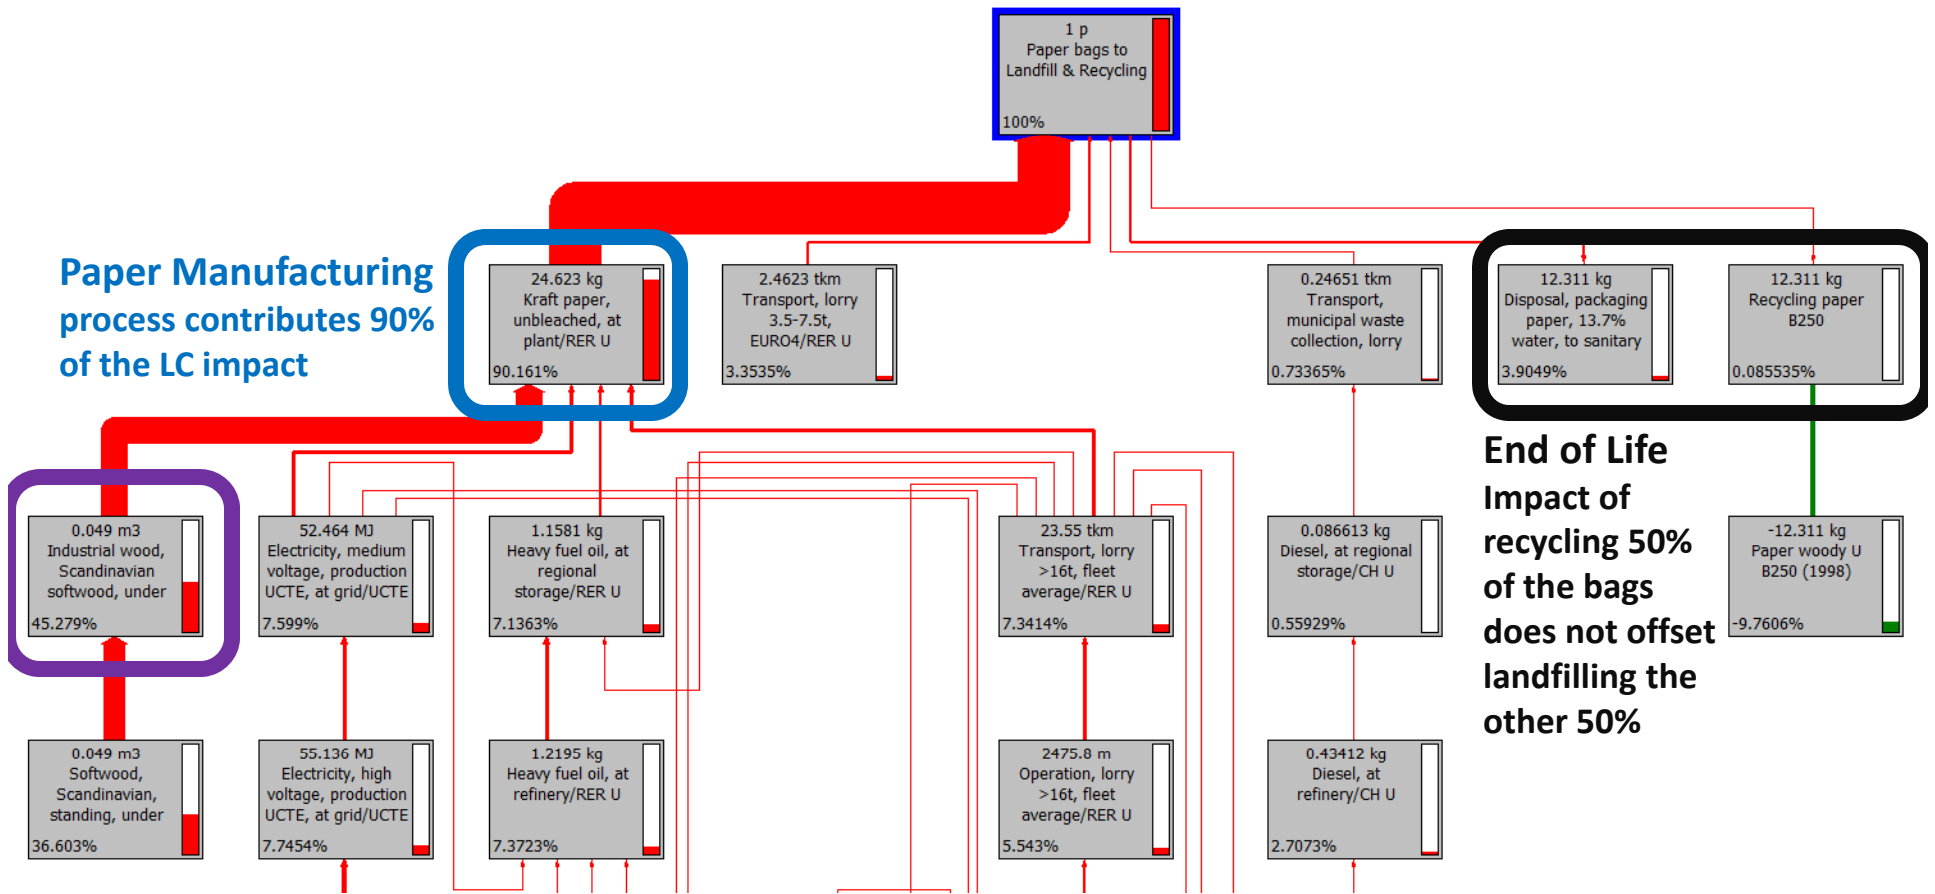 1 p
Paper bags to
Landfill & Recycling
100%
Paper Manufacturing
process contributes 90%
of the LC impact
24.623 kg
Kraft paper,
unbleached, at
plant/RER U
90.161%
2.4623 tkm
Transport, lorry
3.5-7.5t,
EURO4/RER U
3.3535%
0.24651 tkm
Transport,
municipal waste
collection, lorry
0.73365%
12.311 kg
Disposal, packaging
paper, 13.7%
water, to sanitary
3.9049%
12.311 kg
Recycling paper
B250
0.085535%
End of Life
Impact of
recycling 50%
of the bags
does not offset
landfilling the
other 50%
0.049 m3
Industrial wood,
Scandinavian
softwood, under
45.279%
52.464 MJ
Electricity, medium
voltage, production
UCTE, at grid/UCTE
7.599%
1.1581 kg
Heavy fuel oil, at
regional
storage/RER U
7.1363%
23.55 tkm
Transport, lorry
>16t, fleet
average/RER U
7.3414%
0.086613 kg
Diesel, at regional
storage/CH U
0.55929%
-12.311 kg
Paper woody U
B250 (1998)
-9.7606%
0.049 m3
Softwood,
Scandinavian,
standing, under
36.603%
55.136 MJ
Electricity, high
voltage, production
UCTE, at grid/UCTE
7.7454%
1.2195 kg
Heavy fuel oil, at
refinery/RER U
7.3723%
2475.8 m
Operation, lorry
>16t, fleet
average/RER U
5.543%
0.43412 kg
Diesel, at
refinery/CH U
2.7073%